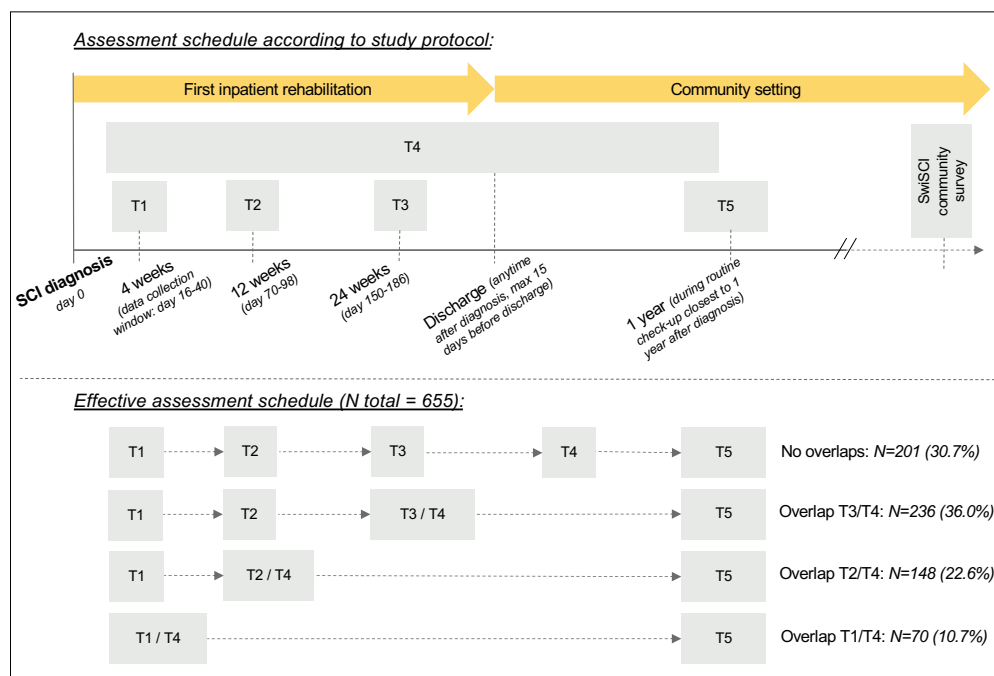 Assessment schedule according to study protocol:
First inpatient rehabilitation
Community setting
T4
T1
T2
T3
T5
SwiSCI
community
survey
SCI diagnosis
day 0
4 weeks
(data collection
window: day 16-40)
12 weeks
(day 70-98)
24 weeks
(day 150-186)
Discharge (anytime
after diagnosis, max 15
days before discharge)
1 year (during routine
check-up closest to 1
year after diagnosis)
Effective assessment schedule (N total = 655):
T1 T2 T3 T4 T5 No overlaps: N=201 (30.7%)
T1 T2 T3 / T4 T5 Overlap T3/T4: N=236 (36.0%)
T1 T2 / T4 T5 Overlap T2/T4: N=148 (22.6%)
T1 / T4 T5 Overlap T1/T4: N=70 (10.7%)